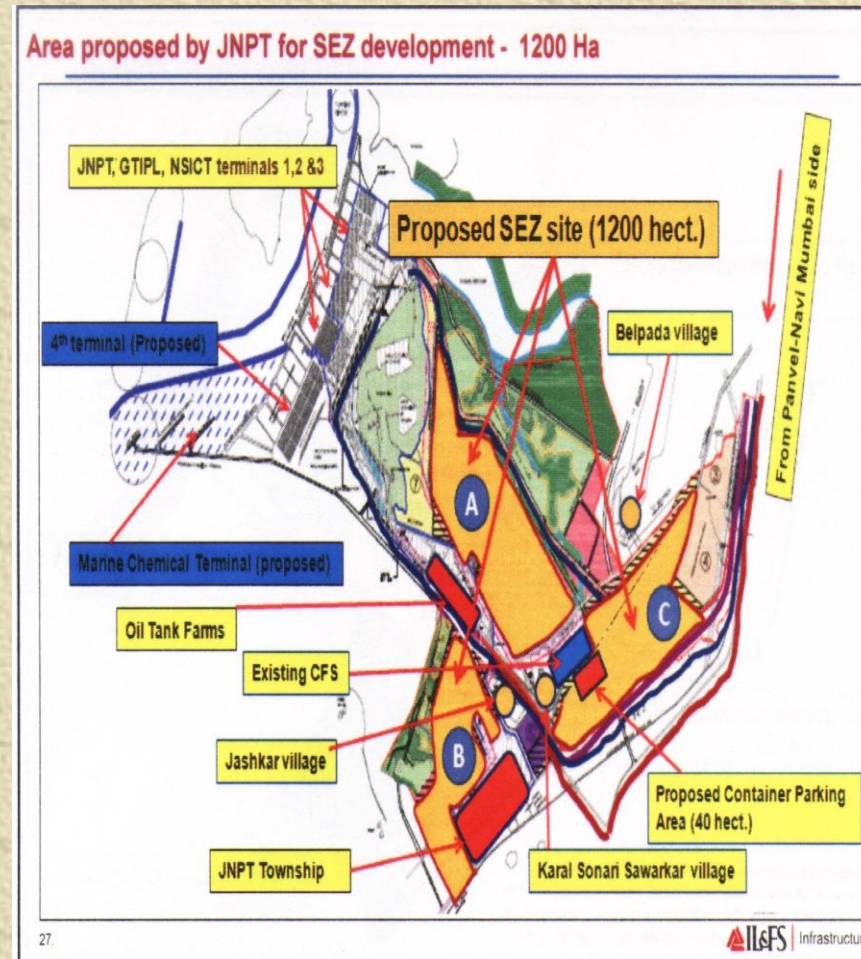 Area proposed by JNPT for SEZ development - 1200 Ha
JNPT, GTIPL, NSICT terminals 1,2 &3
Proposed SEZ site (1200 hect.)
4th terminal (Proposed)
Belpada village
From Panvel-Navi Mumbai side
A
Marine Chemical Terminal (proposed)
C
Oil Tank Farms
Existing CFS
Jashkar village
B
Proposed Container Parking
Area (40 hect.)
JNPT Township
Karal Sonari Sawarkar village
27.
IL&FS | Infrastructur